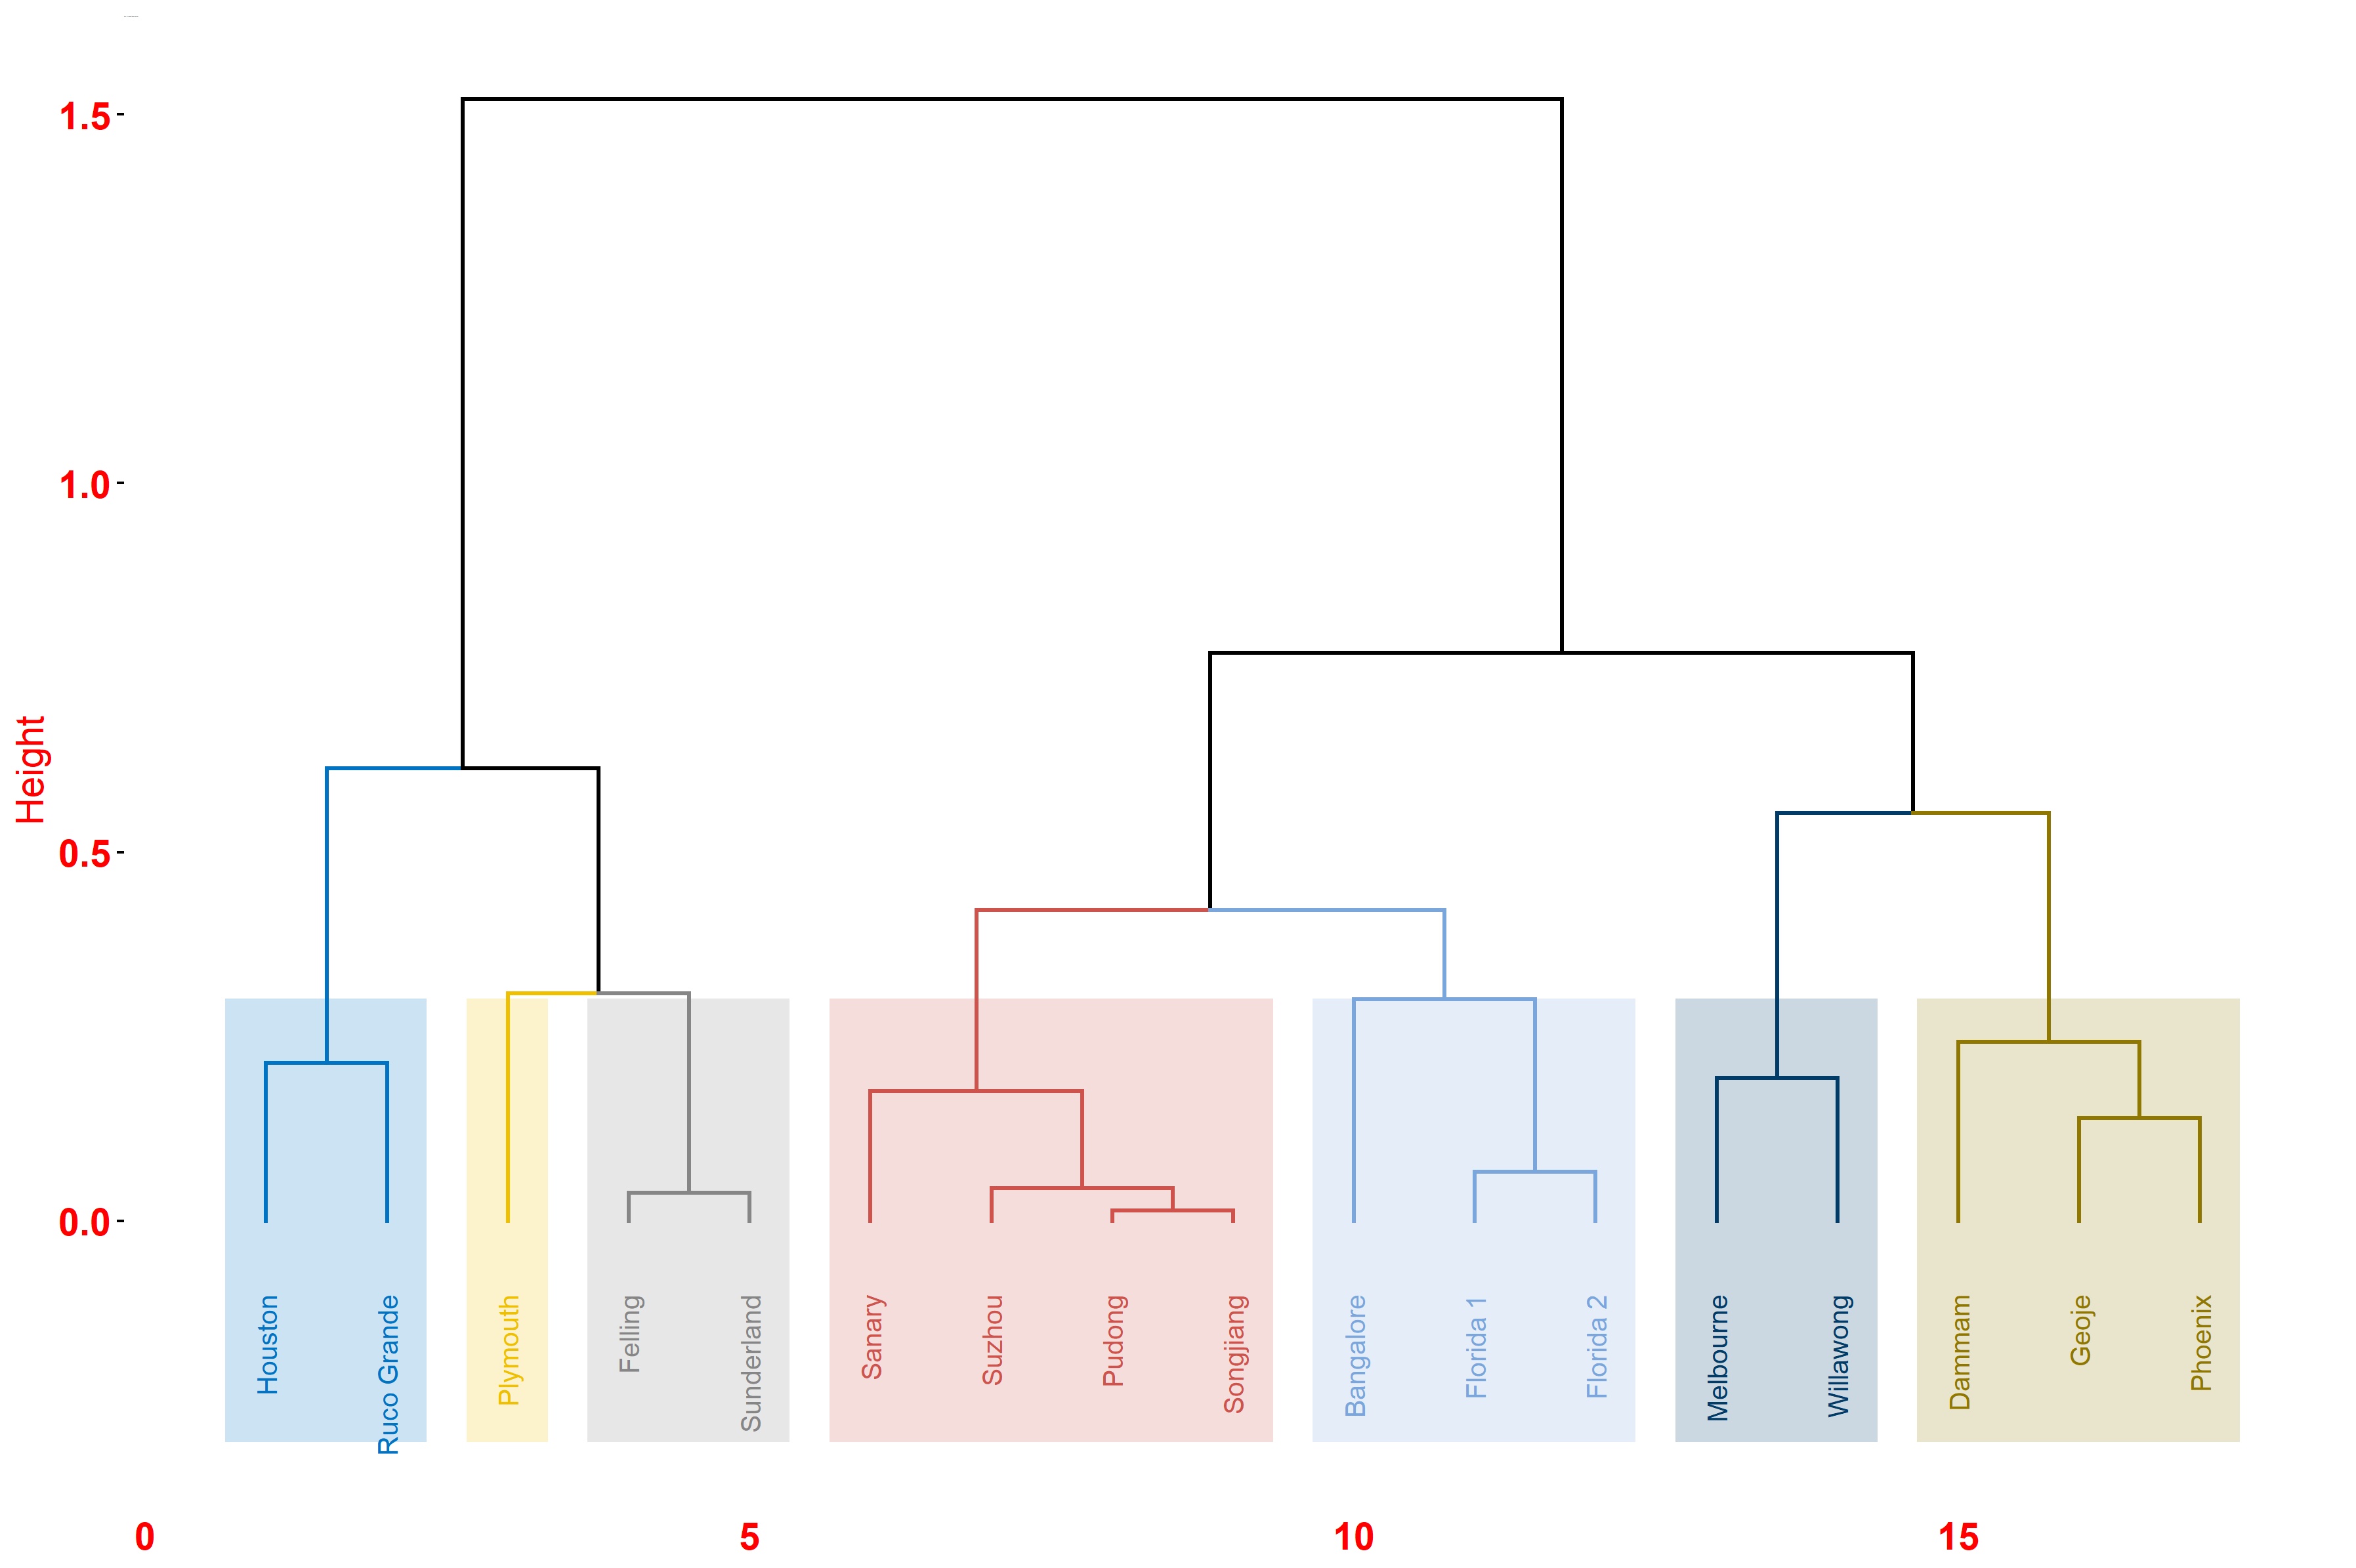 1.5
1.0
0.5
0.0
Height
Houston
Ruco Grande
Plymouth
Felling
Sunderland
Sanary
Suzhou
Pudong
Songjiang
Bangalore
Florida 1
Florida 2
Melbourne
Willawong
Dammam
Geoje
Phoenix
0 5 10 15